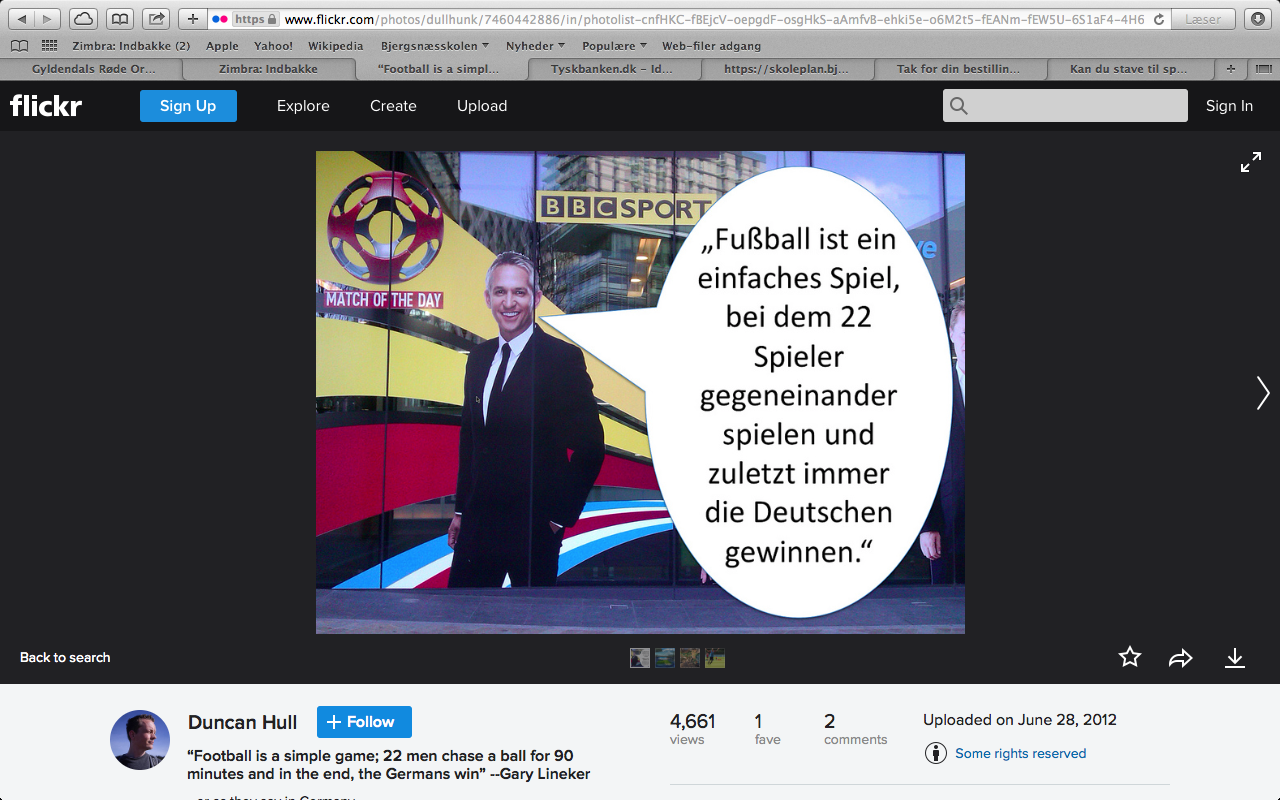 https www.flickr.com/photos/dullhunk/7460442886/in/photolist-cnfHKC-fBEjcV-oepgdF-osgHkS-aAmfvB-ehki5e-o6M2t5-fEANm-fEW5U-6S1aF4-4H6 Læser
Zimbra: Indbakke (2) Apple Yahoo! Wikipedia Bjergsnæsskolen Nyheder Populære Web-filer adgang
Gyldendals Røde Or... Zimbra: Indbakke "Football is a simpl... Tyskbanken.dk – Id... https://skoleplan.bj... Tak for din bestillin... Kan du stave til sp...
flickr Sign Up Explore Create Upload Sign In
BBC SPORT
MATCH OF THE DAY
„Fußball ist ein
einfaches Spiel,
bei dem 22
Spieler
gegeneinander
spielen und
zuletzt immer
die Deutschen
gewinnen.“
Back to search
Duncan Hull + Follow
“Football is a simple game; 22 men chase a ball for 90
minutes and in the end, the Germans win” --Gary Lineker
4,661 views
1 fave
2 comments
Uploaded on June 28, 2012
Some rights reserved